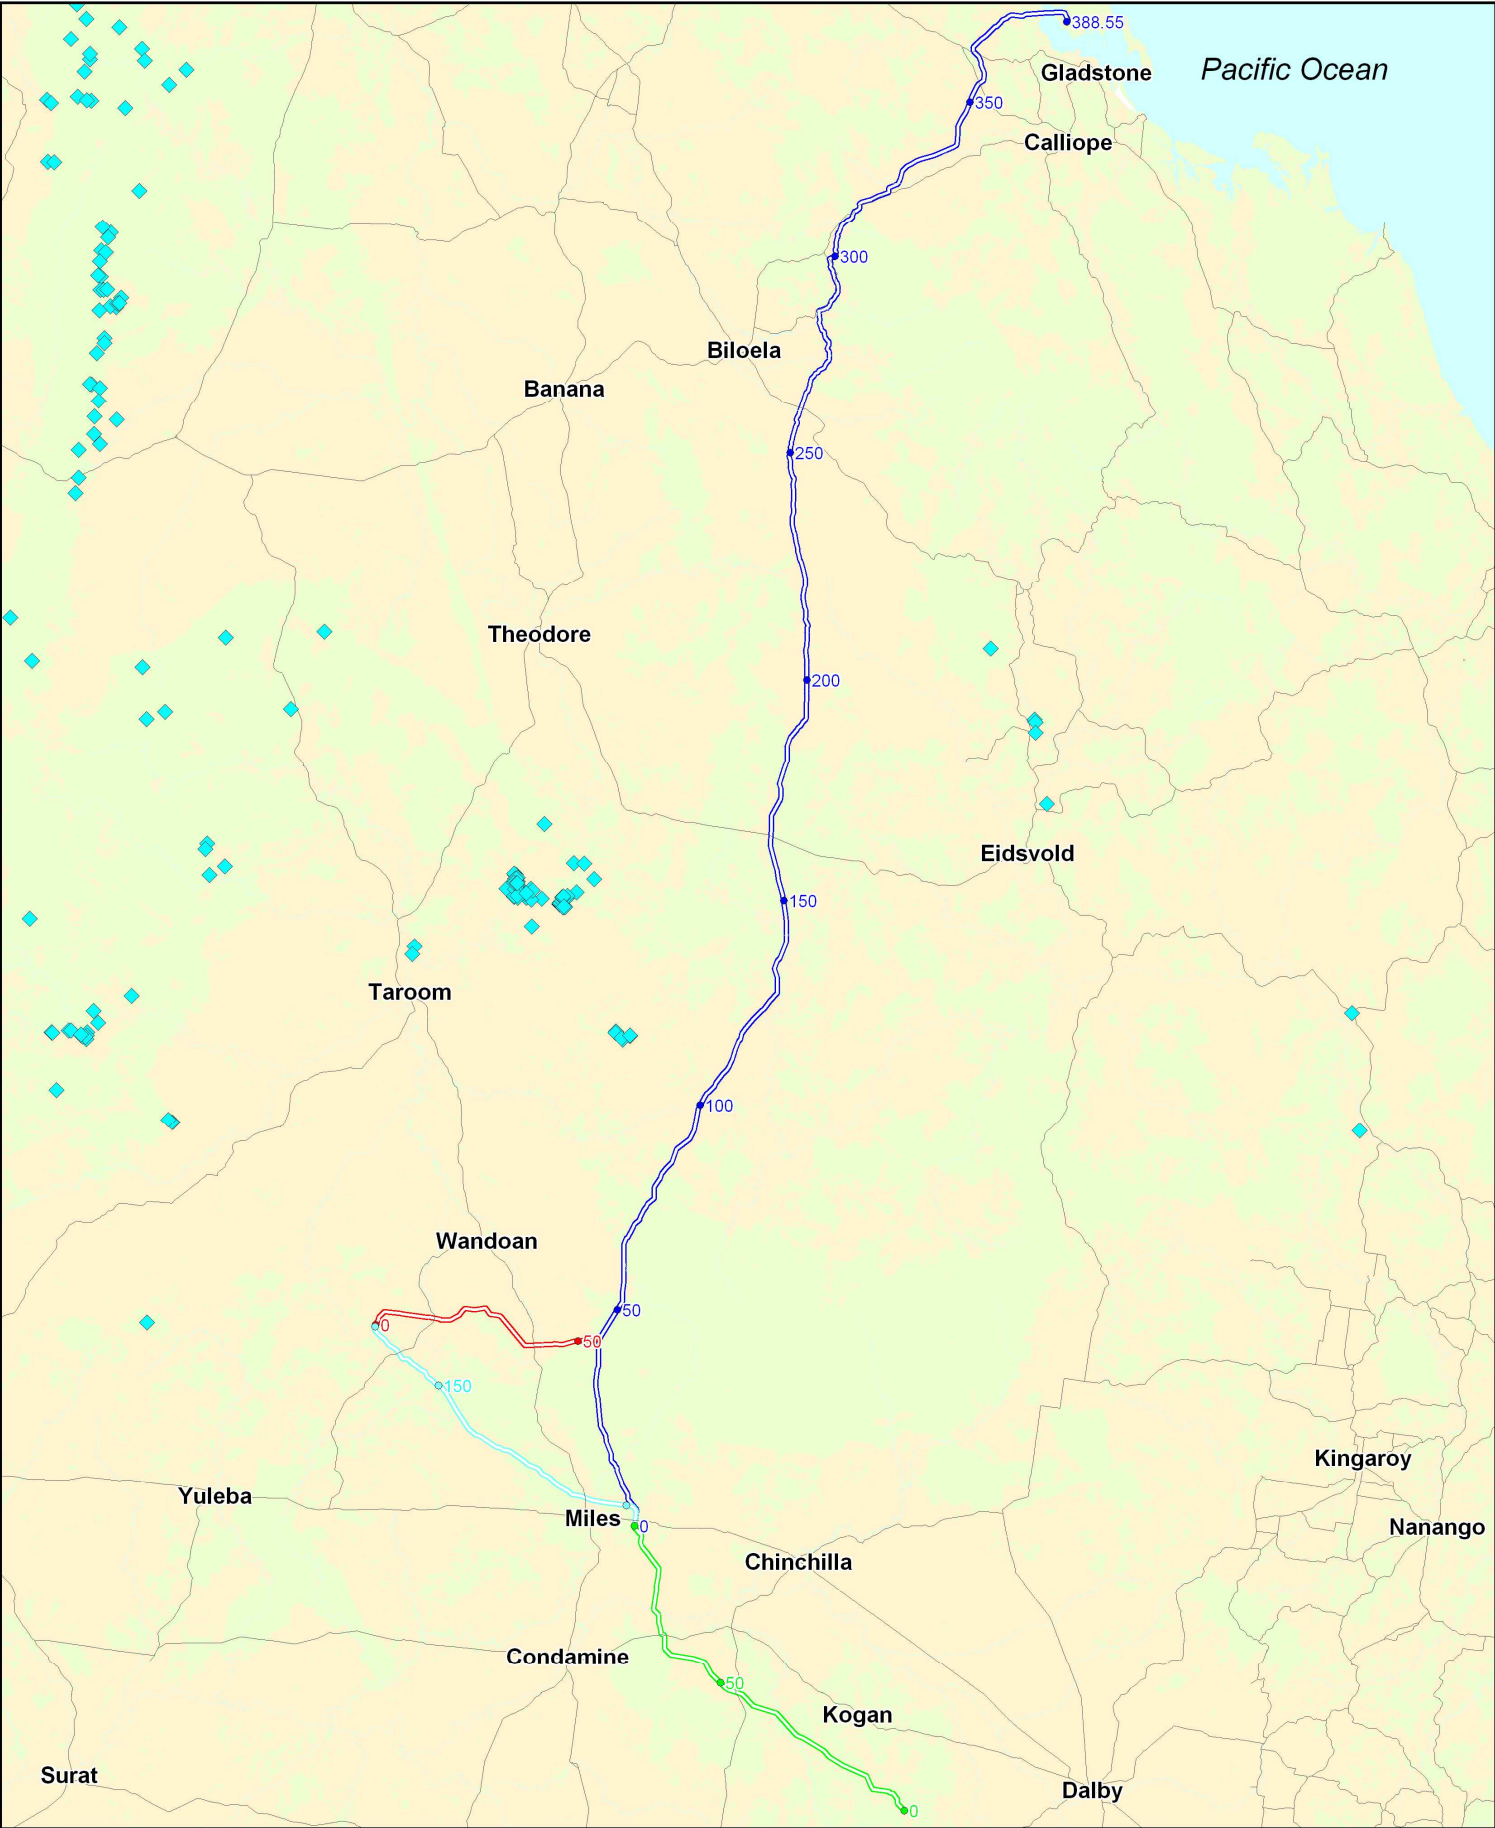 388.55
Pacific Ocean
Gladstone
350
Calliope
300
Biloela
Banana
250
Theodore
200
Eidsvold
150
Taroom
100
Wandoan
50
0
50
150
Kingaroy
Yuleba
Miles
0
Nanango
Chinchilla
Condamine
50
Kogan
Surat
Dalby
0